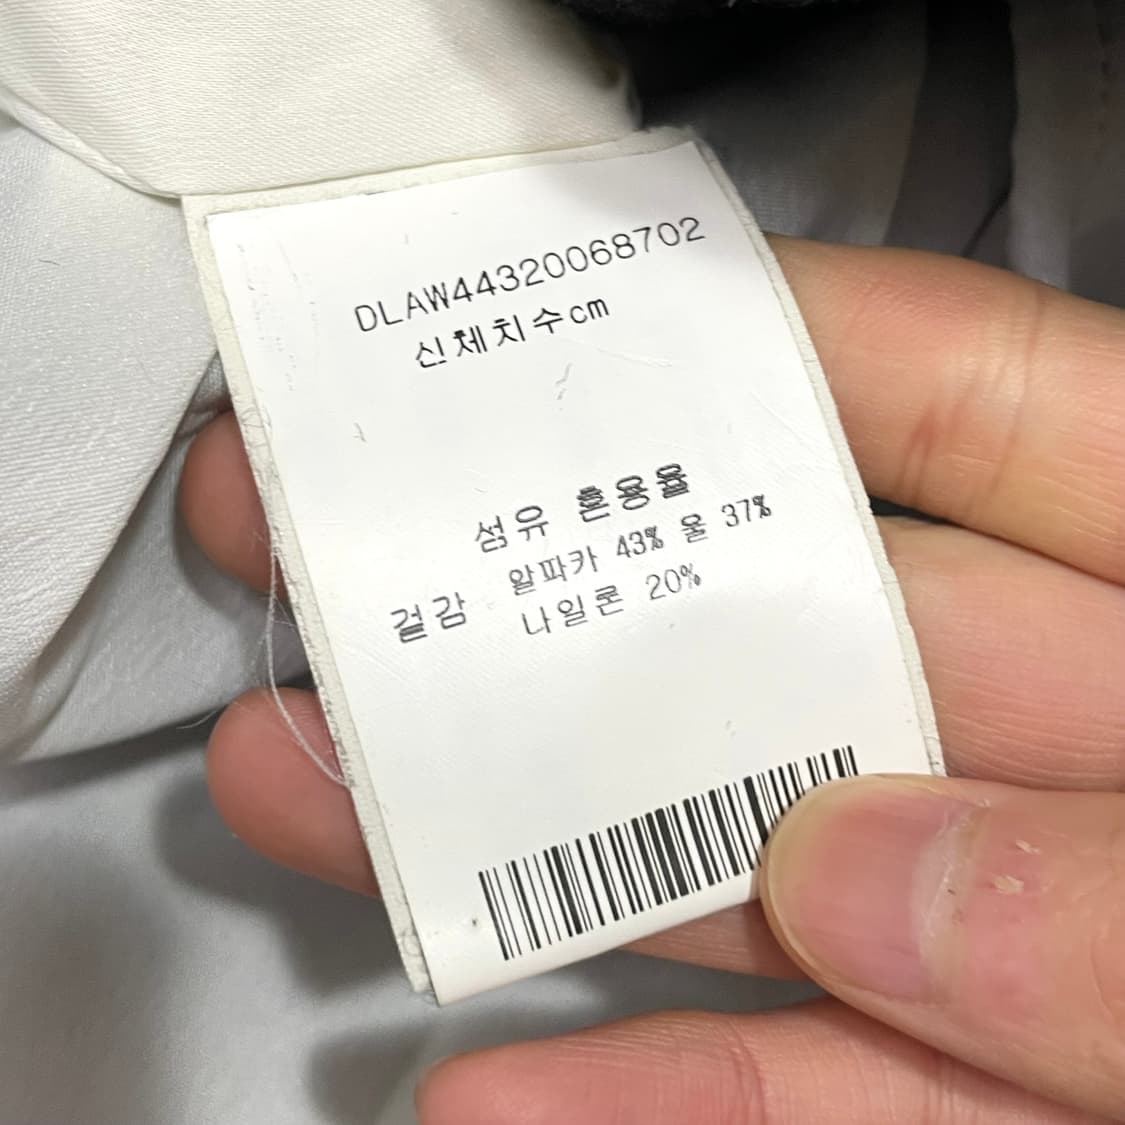 DLAW44320068702
신체치수cm
섬유 혼용율
겉감 알파카 43% 울 37%
나일론 20%